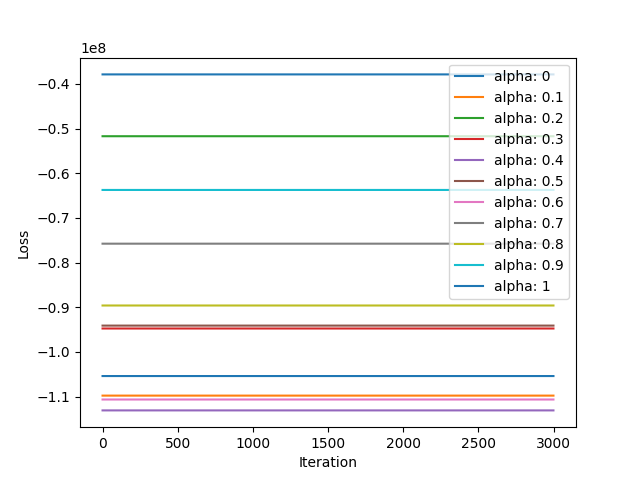 1e8
−0.4
−0.5
−0.6
−0.7
−0.8
−0.9
−1.0
−1.1
Loss
alpha: 0
alpha: 0.1
alpha: 0.2
alpha: 0.3
alpha: 0.4
alpha: 0.5
alpha: 0.6
alpha: 0.7
alpha: 0.8
alpha: 0.9
alpha: 1
0 500 1000 1500 2000 2500 3000
Iteration